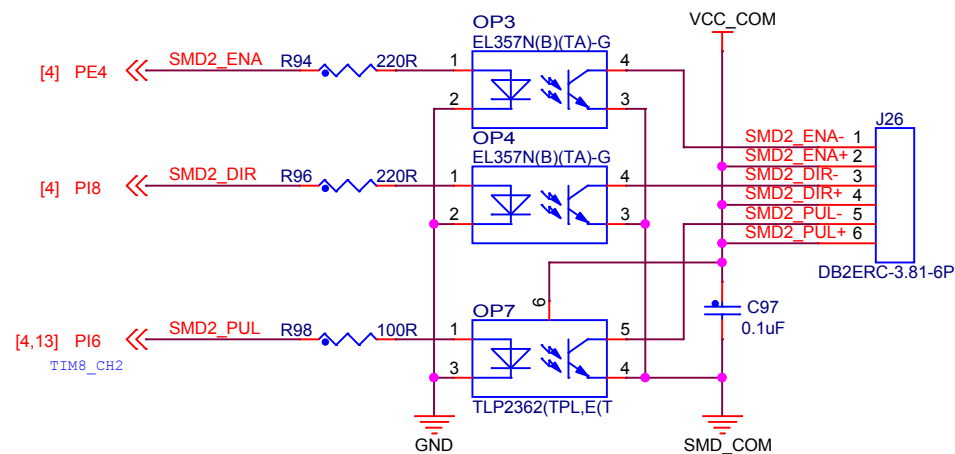 OP3
EL357N(B)(TA)-G
VCC_COM
[4] PE4 SMD2_ENA R94 220R 1 4
2 3
J26
OP4
EL357N(B)(TA)-G
SMD2_ENA- 1
SMD2_ENA+ 2
[4] PI8 SMD2_DIR R96 220R 1 4 SMD2_DIR- 3
SMD2_DIR+ 4
2 3 SMD2_PUL- 5
SMD2_PUL+ 6
DB2ERC-3.81-6P
OP7 6
C97
0.1uF
[4,13] PI6 SMD2_PUL R98 100R 1 5
TIM8_CH2
3 4
TLP2362(TPL,E(T
GND
SMD_COM